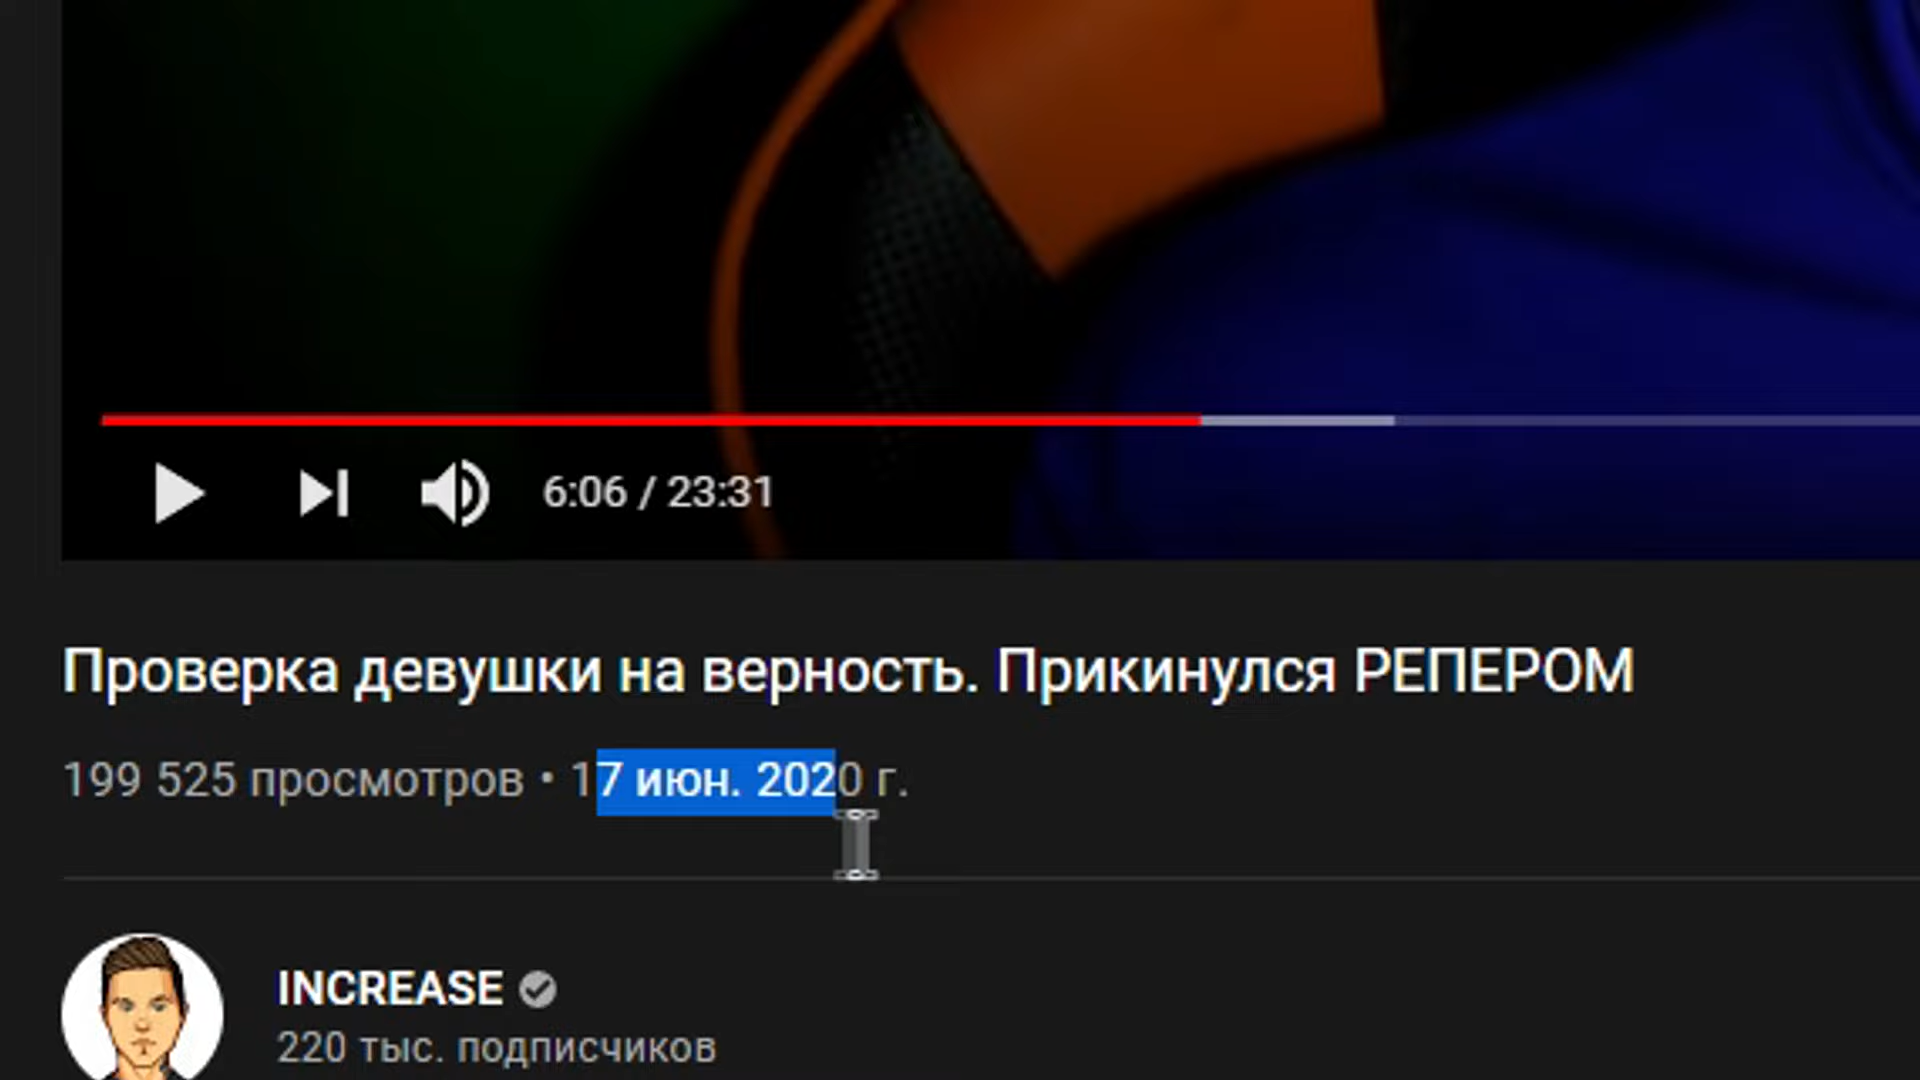 6:06 / 23:31
Проверка девушки на верность. Прикинулся РЕПЕРОМ
199 525 просмотров • 17 июн. 2020 г.
INCREASE
220 тыс. подписчиков